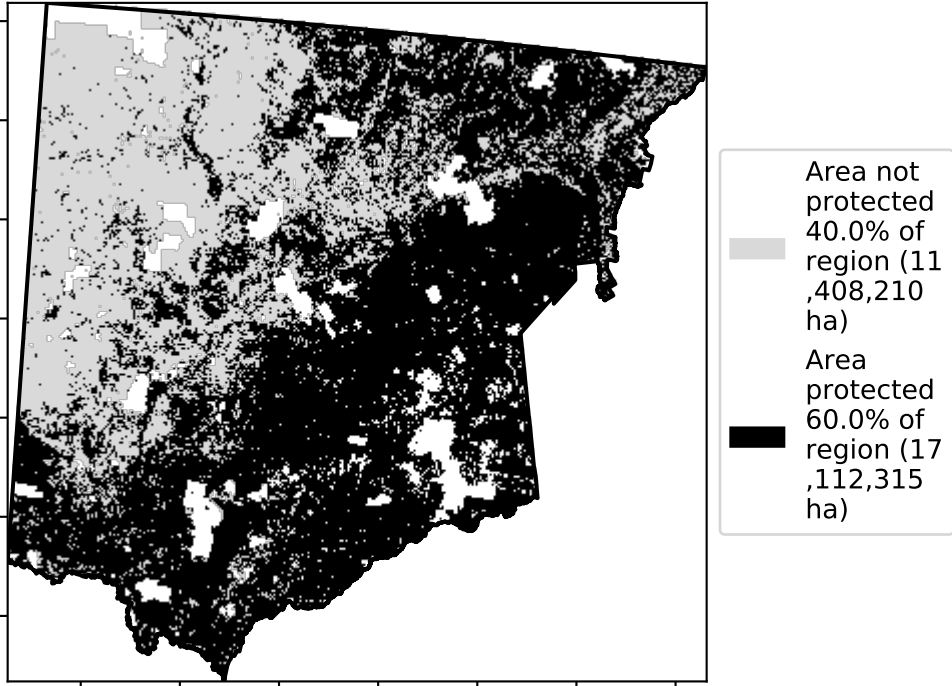 Area not
protected
40.0% of
region (11
,408,210
ha)
Area
protected
60.0% of
region (17
,112,315
ha)